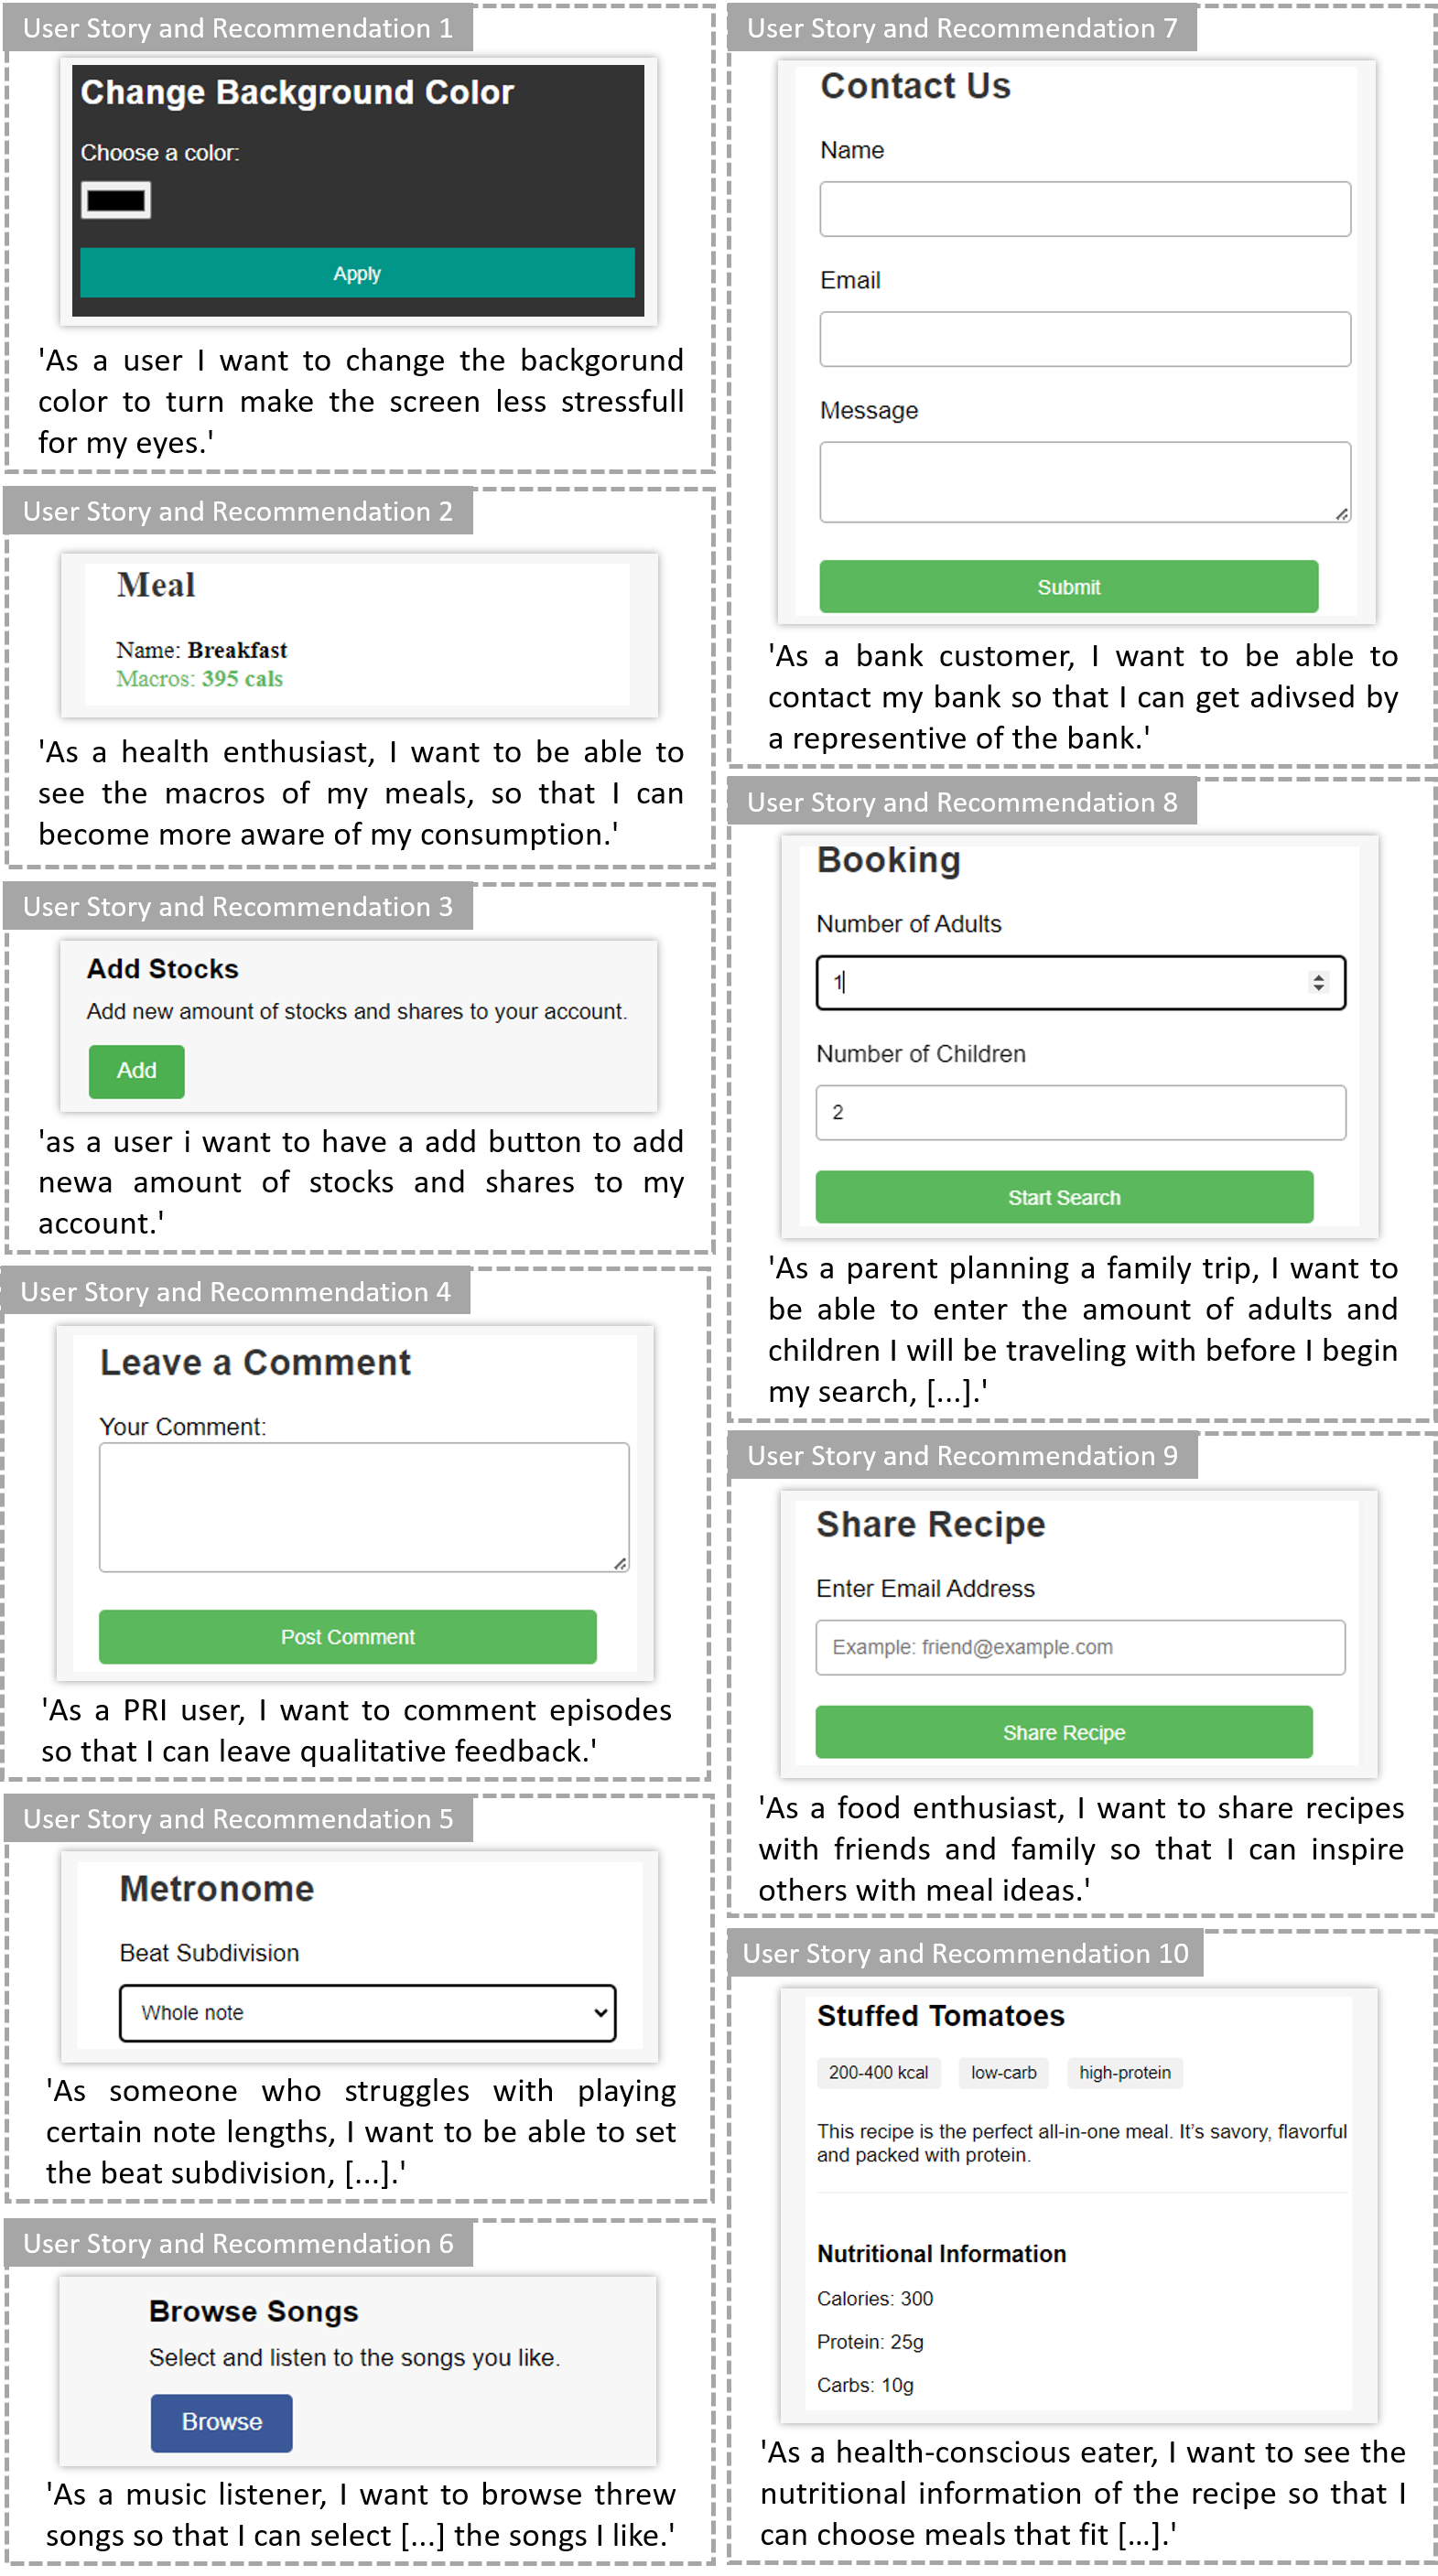 User Story and Recommendation 1
Change Background Color
Choose a color:
Apply
'As a user I want to change the backgorund
color to turn make the screen less stressfull
for my eyes.'
User Story and Recommendation 2
Meal
Name: Breakfast
Macros: 395 cals
'As a health enthusiast, I want to be able to
see the macros of my meals, so that I can
become more aware of my consumption.'
User Story and Recommendation 3
Add Stocks
Add new amount of stocks and shares to your account.
Add
'as a user i want to have a add button to add
newa amount of stocks and shares to my
account.'
User Story and Recommendation 4
Leave a Comment
Your Comment:
Post Comment
'As a PRI user, I want to comment episodes
so that I can leave qualitative feedback.'
User Story and Recommendation 5
Metronome
Beat Subdivision
Whole note
'As someone who struggles with playing
certain note lengths, I want to be able to set
the beat subdivision, [...].'
User Story and Recommendation 6
Browse Songs
Select and listen to the songs you like.
Browse
'As a music listener, I want to browse threw
songs so that I can select [...] the songs I like.'
User Story and Recommendation 7
Contact Us
Name
Email
Message
Submit
'As a bank customer, I want to be able to
contact my bank so that I can get adivsed by
a representive of the bank.'
User Story and Recommendation 8
Booking
Number of Adults
1
Number of Children
2
Start Search
'As a parent planning a family trip, I want to
be able to enter the amount of adults and
children I will be traveling with before I begin
my search, [...].'
User Story and Recommendation 9
Share Recipe
Enter Email Address
Example: friend@example.com
Share Recipe
'As a food enthusiast, I want to share recipes
with friends and family so that I can inspire
others with meal ideas.'
User Story and Recommendation 10
Stuffed Tomatoes
200-400 kcal low-carb high-protein
This recipe is the perfect all-in-one meal. It’s savory, flavorful
and packed with protein.
Nutritional Information
Calories: 300
Protein: 25g
Carbs: 10g
'As a health-conscious eater, I want to see the
nutritional information of the recipe so that I
can choose meals that fit [...].'